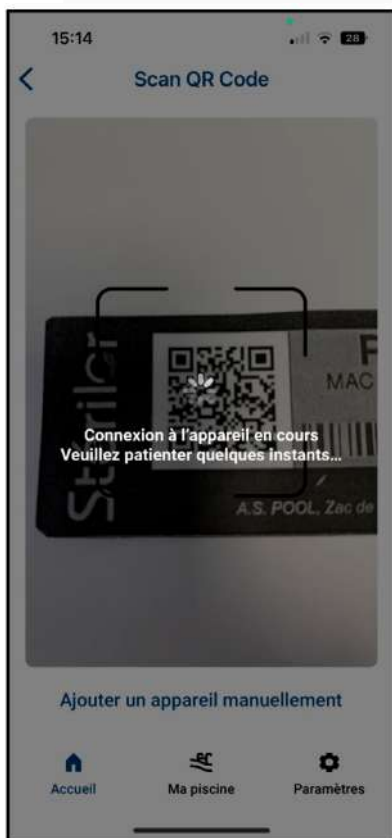 15:14
28
Scan QR Code
Stérilor
P
MAC
Connexion à l'appareil en cours
Veuillez patienter quelques instants...
A.S. POOL, Zac de
Ajouter un appareil manuellement
Accueil
Ma piscine
Paramètres